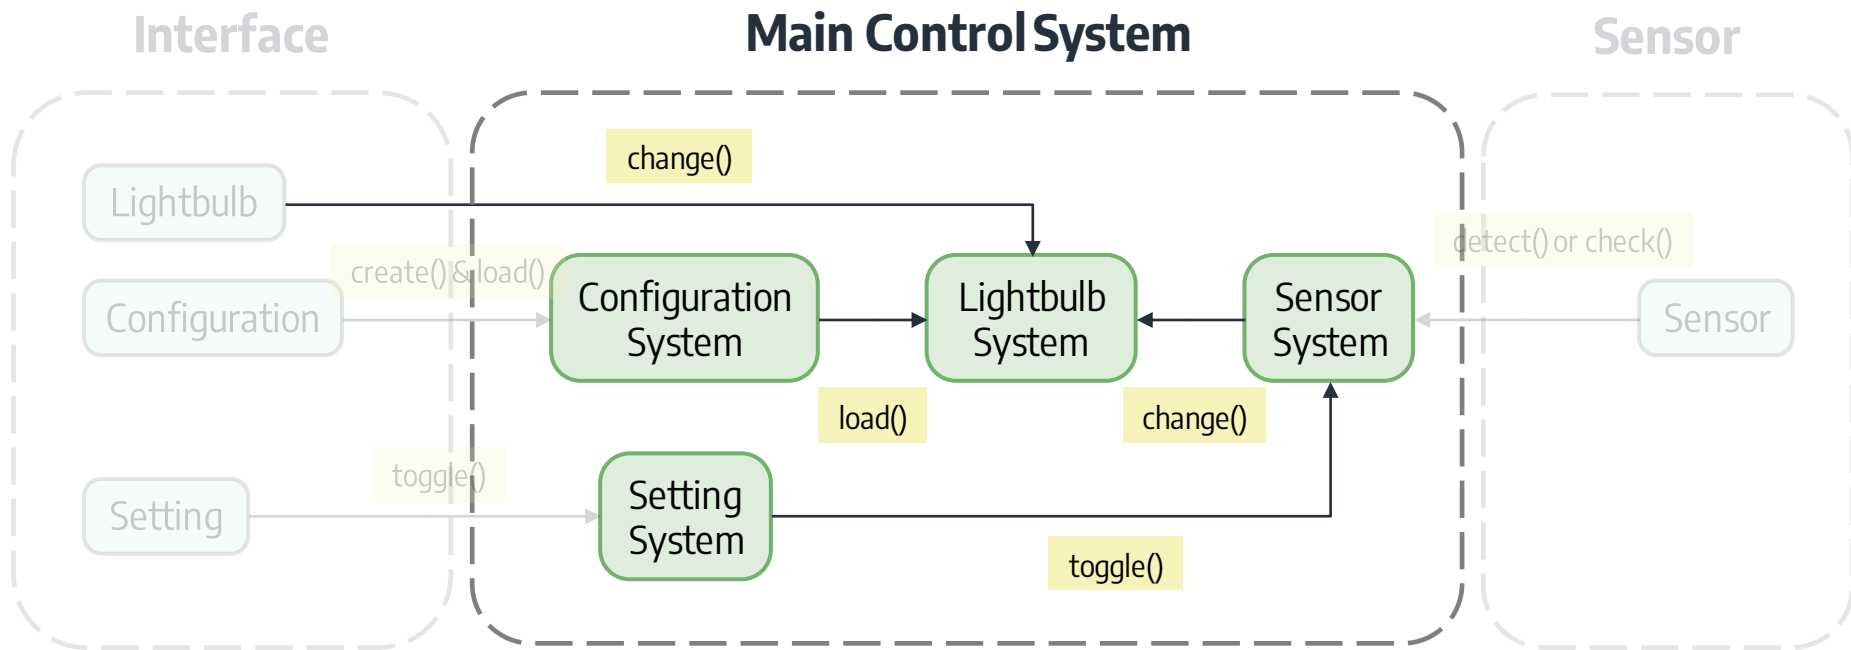 Interface
Main Control System
Sensor
change()
Lightbulb
detect() or check()
create() & load()
Configuration
Configuration
System
Lightbulb
System
Sensor
System
Sensor
load()
change()
toggle()
Setting
Setting
System
toggle()